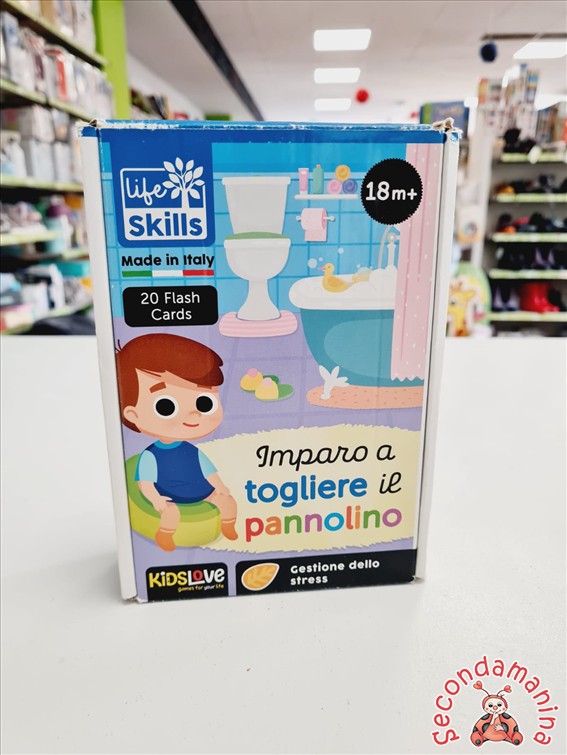 life
Skills
Made in Italy
20 Flash
Cards
18m+
Imparo a
togliere il
pannolino
KIDSLOVE
games for your life
Gestione dello
stress
Secondamanina